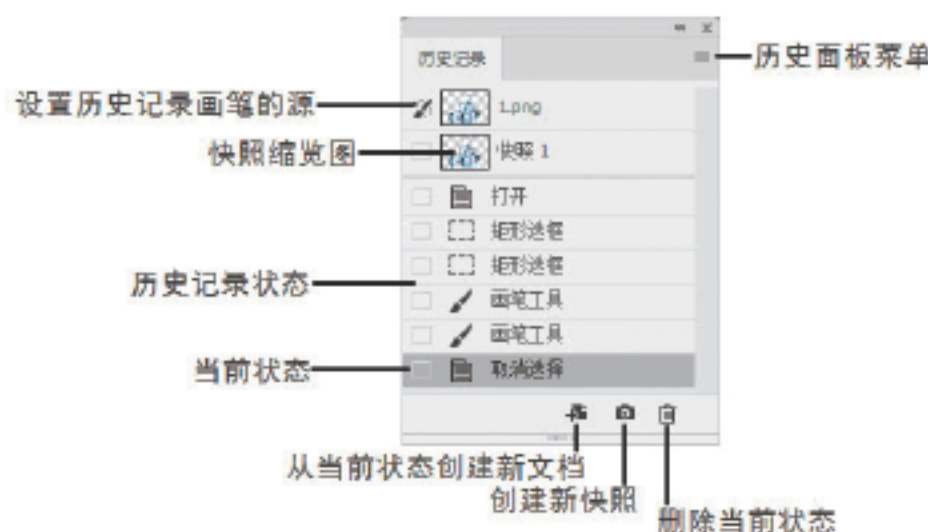 历史记录
历史面板菜单
设置历史记录画笔的源
1.png
快照缩览图
快照 1
打开
矩形选框
矩形选框
历史记录状态
画笔工具
画笔工具
当前状态
取消选择
从当前状态创建新文档
创建新快照
删除当前状态